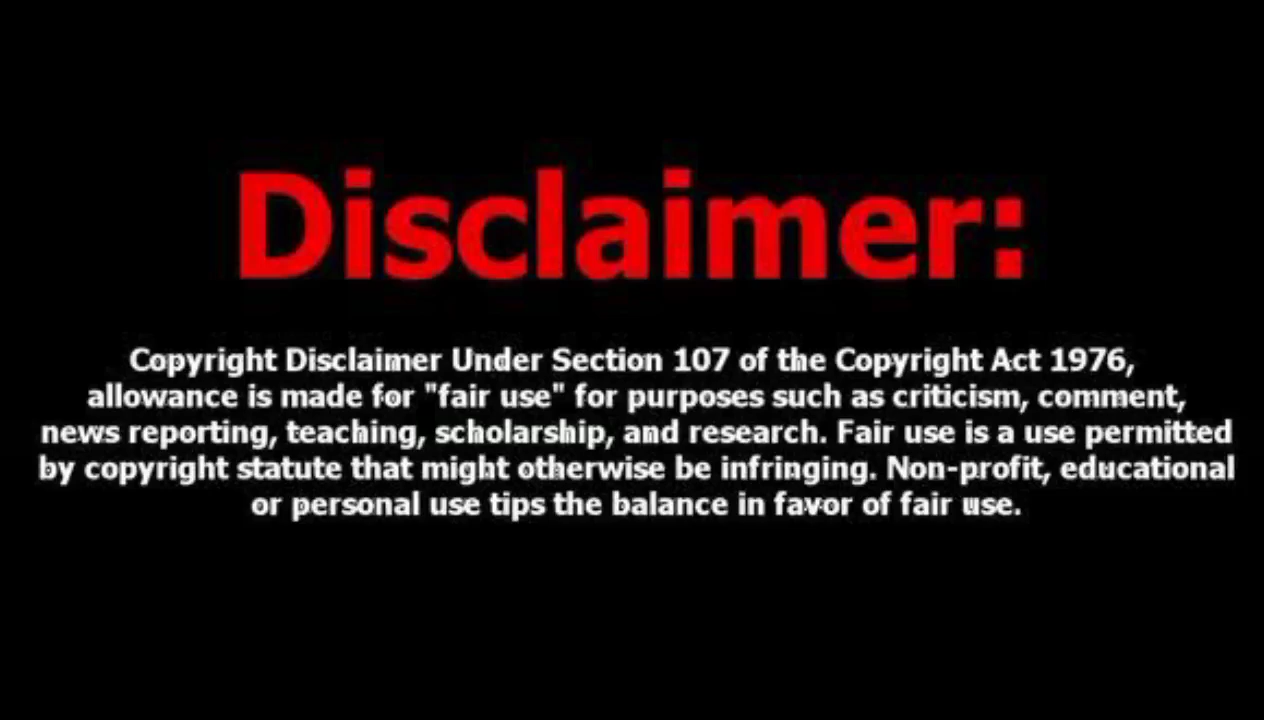 Disclaimer:
Copyright Disclaimer Under Section 107 of the Copyright Act 1976,
allowance is made for "fair use" for purposes such as criticism, comment,
news reporting, teaching, scholarship, and research. Fair use is a use permitted
by copyright statute that might otherwise be infringing. Non-profit, educational
or personal use tips the balance in favor of fair use.